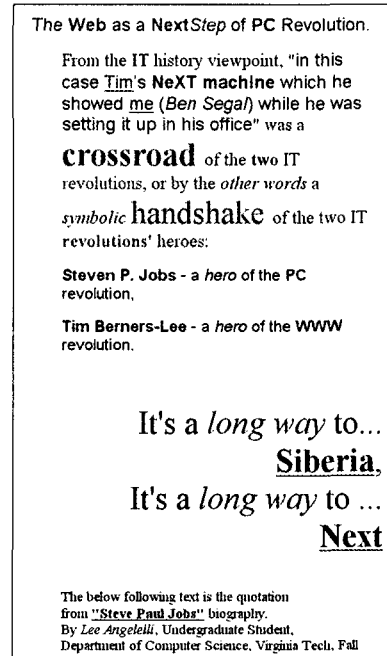 The Web as a NextStep of PC Revolution.
From the IT history viewpoint, "in this
case Tim's NeXT machine which he
showed me (Ben Segal) while he was
setting it up in his office" was a
crossroad of the two IT
revolutions, or by the other words a
symbolic handshake of the two IT
revolutions' heroes:
Steven P. Jobs - a hero of the PC
revolution,
Tim Berners-Lee - a hero of the WWW
revolution.
It's a long way to...
Siberia,
It's a long way to ...
Next
The below following text is the quotation
from "Steve Paul Jobs" biography.
By Lee Angelelli, Undergraduate Student,
Department of Computer Science, Virginia Tech, Fall